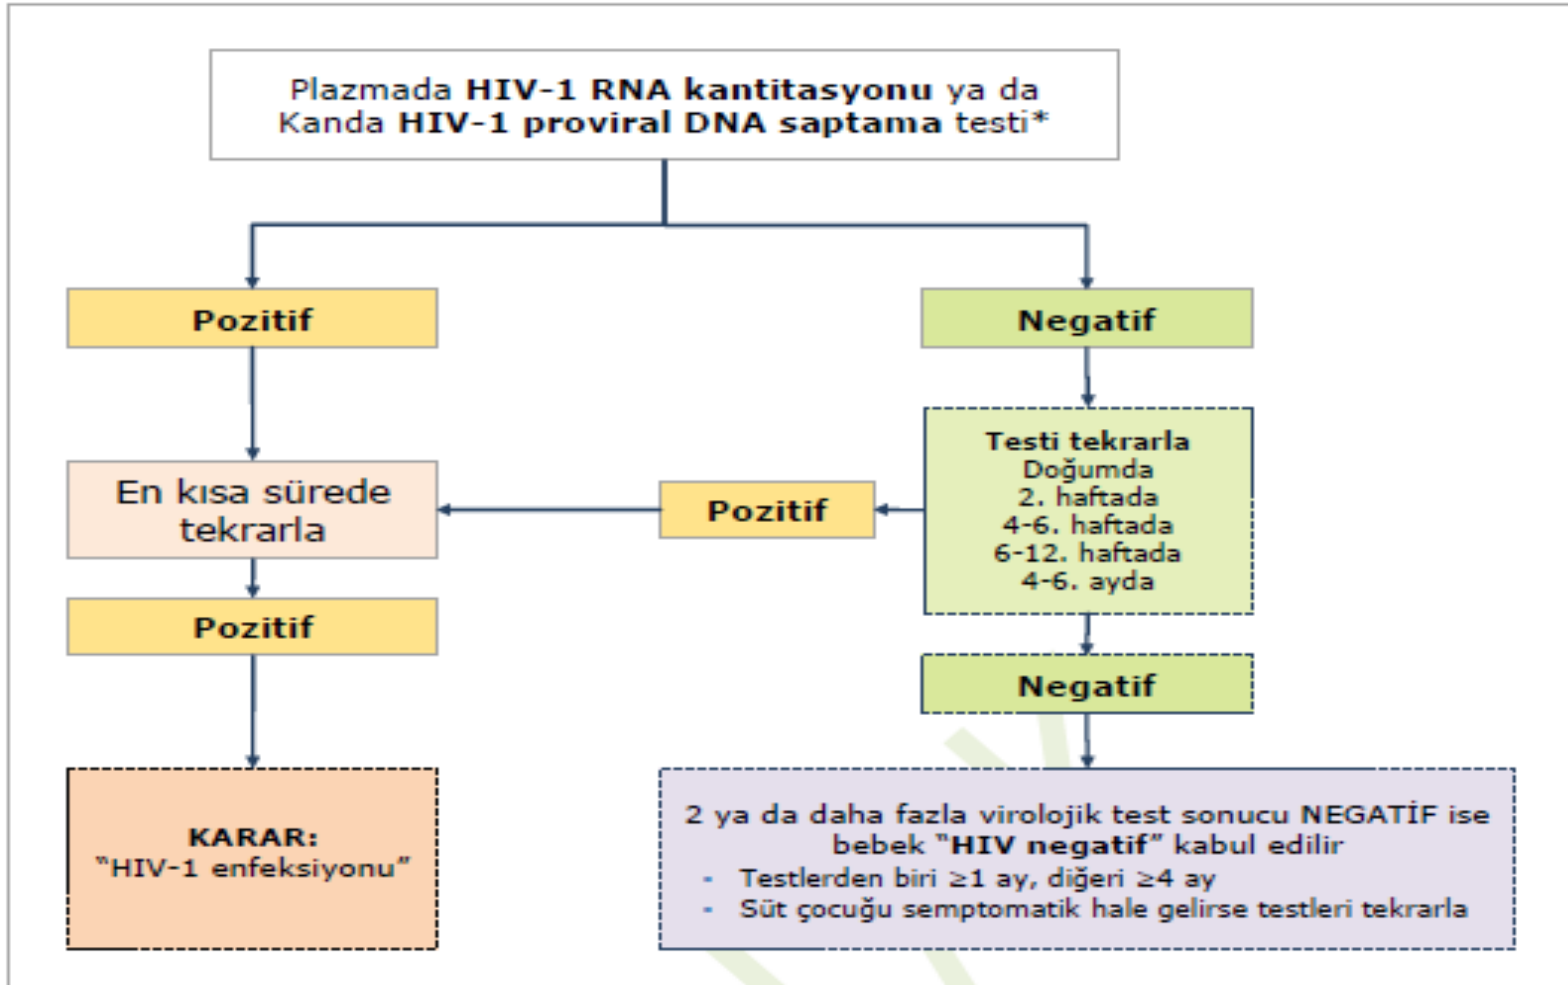 Plazmada HIV-1 RNA kantitasyonu ya da
Kanda HIV-1 proviral DNA saptama testi*
Pozitif
Negatif
Testi tekrarla
Doğumda
2. haftada
4-6. haftada
6-12. haftada
4-6. ayda
Pozitif
En kısa sürede
tekrarla
Pozitif
Negatif
KARAR:
“HIV-1 enfeksiyonu”
2 ya da daha fazla virolojik test sonucu NEGATİF ise
bebek “HIV negatif” kabul edilir
- Testlerden biri ≥1 ay, diğeri ≥4 ay
- Süt çocuğu semptomatik hale gelirse testleri tekrarla